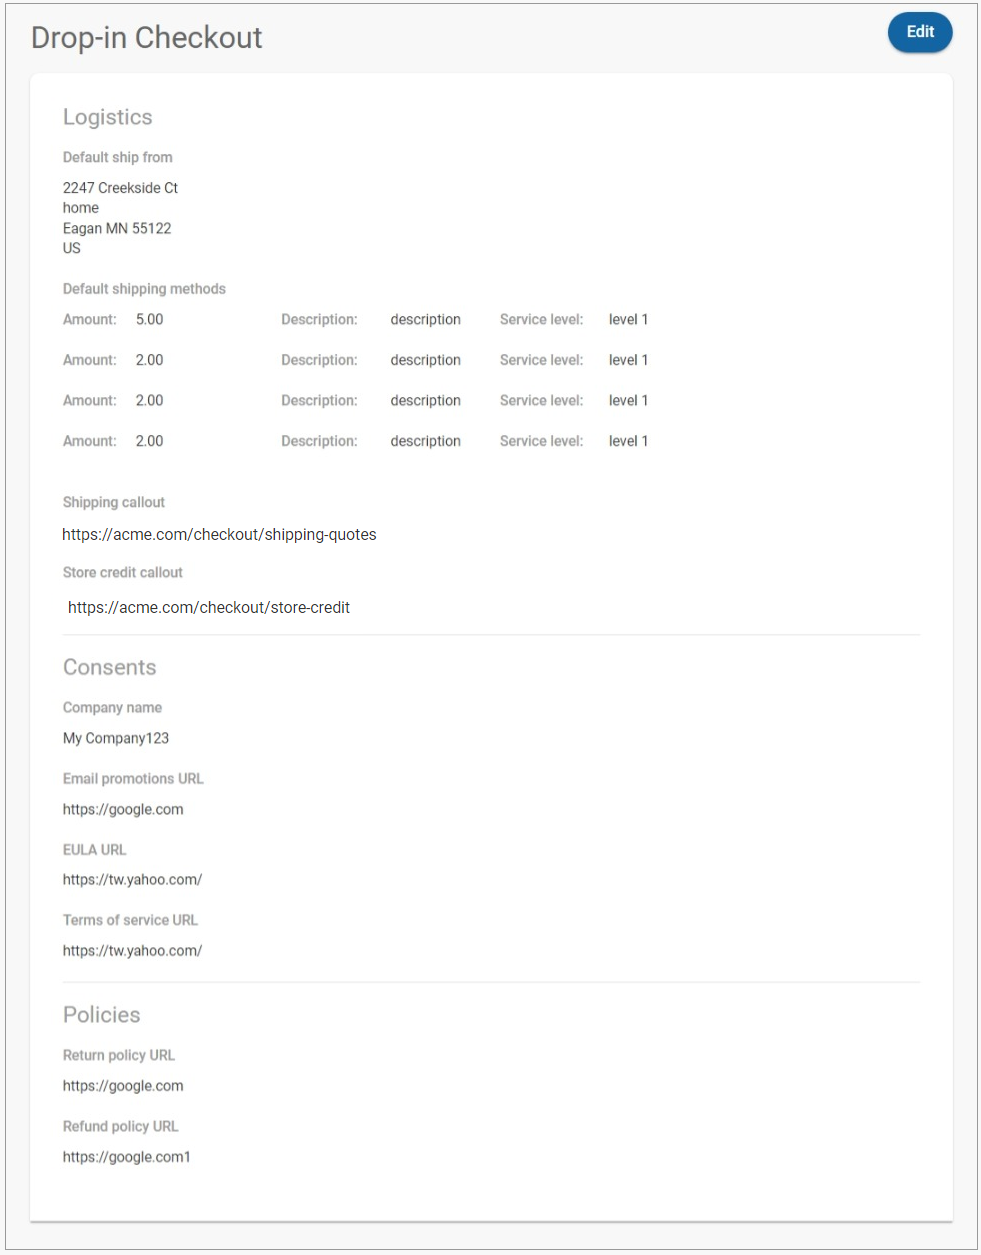 Drop-in Checkout
Edit
Logistics
Default ship from
2247 Creekside Ct
home
Eagan MN 55122
US
Default shipping methods
Amount: 5.00 Description: description Service level: level 1
Amount: 2.00 Description: description Service level: level 1
Amount: 2.00 Description: description Service level: level 1
Amount: 2.00 Description: description Service level: level 1
Shipping callout
https://acme.com/checkout/shipping-quotes
Store credit callout
https://acme.com/checkout/store-credit
Consents
Company name
My Company123
Email promotions URL
https://google.com
EULA URL
https://tw.yahoo.com/
Terms of service URL
https://tw.yahoo.com/
Policies
Return policy URL
https://google.com
Refund policy URL
https://google.com1